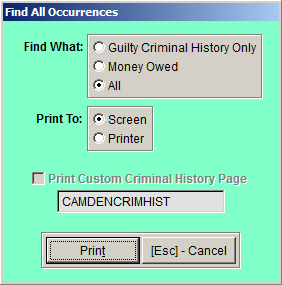 Find All Occurrences
Find What:
Guilty Criminal History Only
Money Owed
All
Print To:
Screen
Printer
Print Custom Criminal History Page
CAMDENCRIMHIST
Print
[Esc] - Cancel